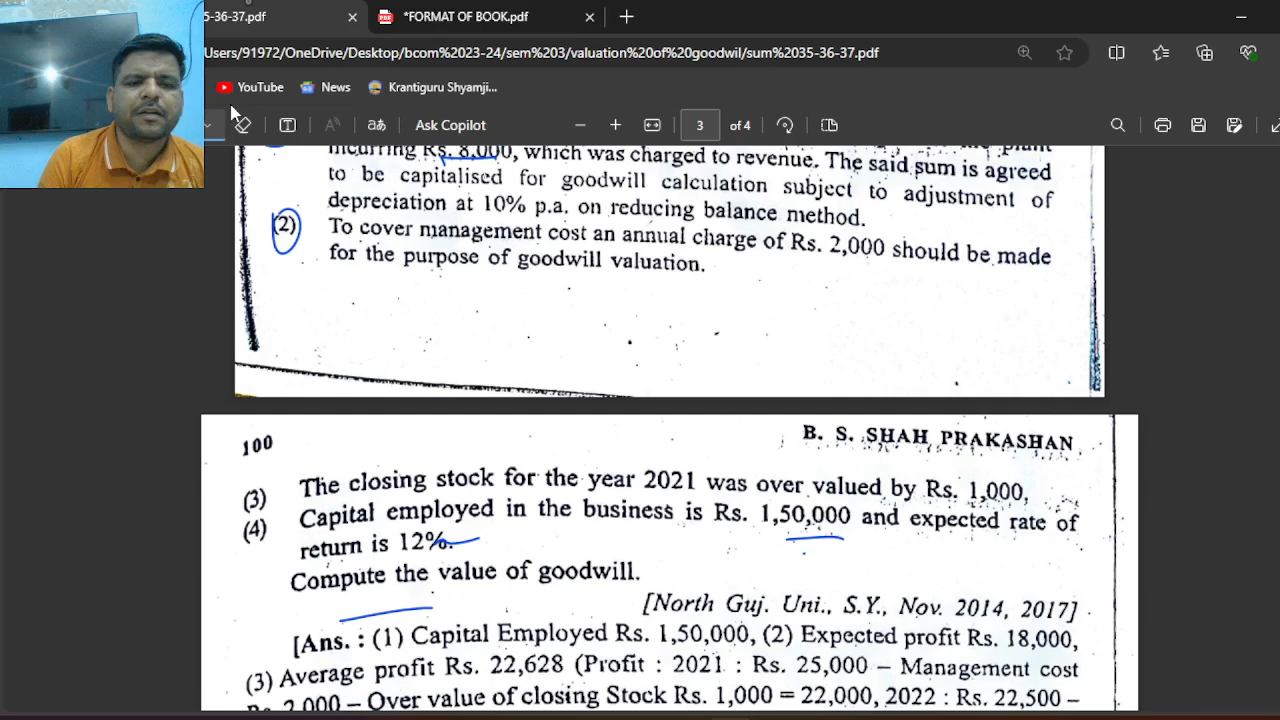 5-36-37.pdf
*FORMAT OF BOOK.pdf
Users/91972/OneDrive/Desktop/bcom%2023-24/sem%203/valuation%20of%20goodwil/sum%2035-36-37.pdf
YouTube News Krantiguru Shyamji...
aあ Ask Copilot 3 of 4
incurring Rs. 8,000, which was charged to revenue. The said sum is agreed
to be capitalised for goodwill calculation subject to adjustment of
depreciation at 10% p.a. on reducing balance method.
(2) To cover management cost an annual charge of Rs. 2,000 should be made
for the purpose of goodwill valuation.
100 B. S. SHAH PRAKASHAN
(3) The closing stock for the year 2021 was over valued by Rs. 1,000,
(4) Capital employed in the business is Rs. 1,50,000 and expected rate of
return is 12%.
Compute the value of goodwill.
[North Guj. Uni., S.Y., Nov. 2014, 2017]
[Ans. : (1) Capital Employed Rs. 1,50,000, (2) Expected profit Rs. 18,000,
(3) Average profit Rs. 22,628 (Profit : 2021 : Rs. 25,000 – Management cost
Rs. 2,000 – Over value of closing Stock Rs. 1,000 = 22,000, 2022 : Rs. 22,500 –